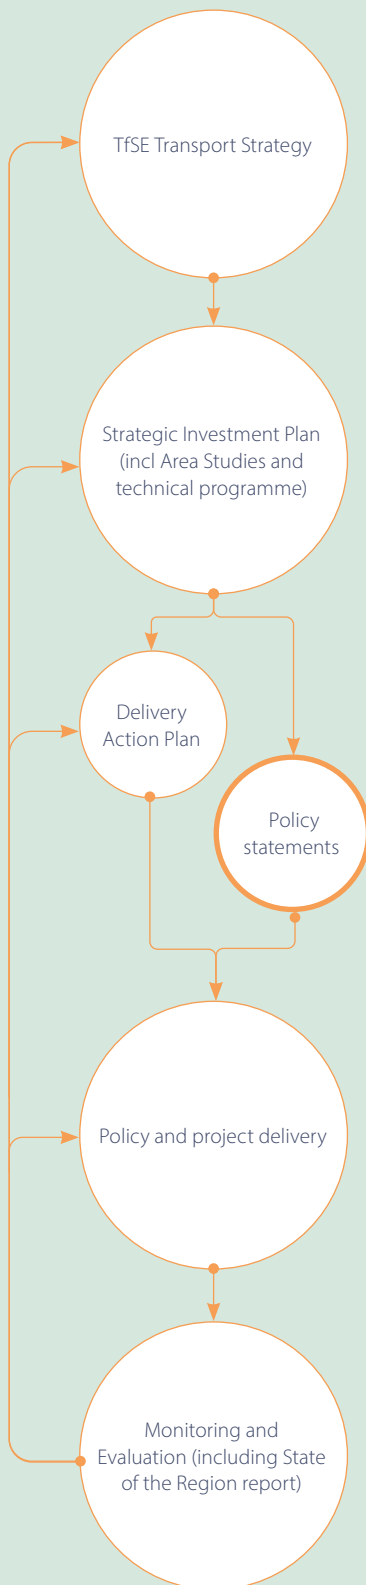 TfSE Transport Strategy
Strategic Investment Plan
(incl Area Studies and
technical programme)
Delivery
Action Plan
Policy
statements
Policy and project delivery
Monitoring and
Evaluation (including State
of the Region report)